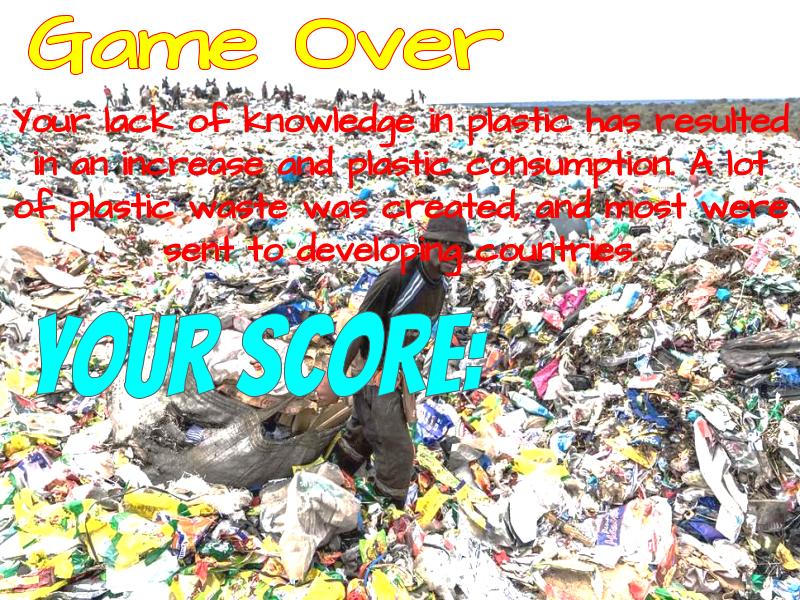 Game Over
Your lack of knowledge in plastic has resulted
in an increase and plastic consumption. A lot
of plastic waste was created, and most were
sent to developing countries.
YOUR SCORE: